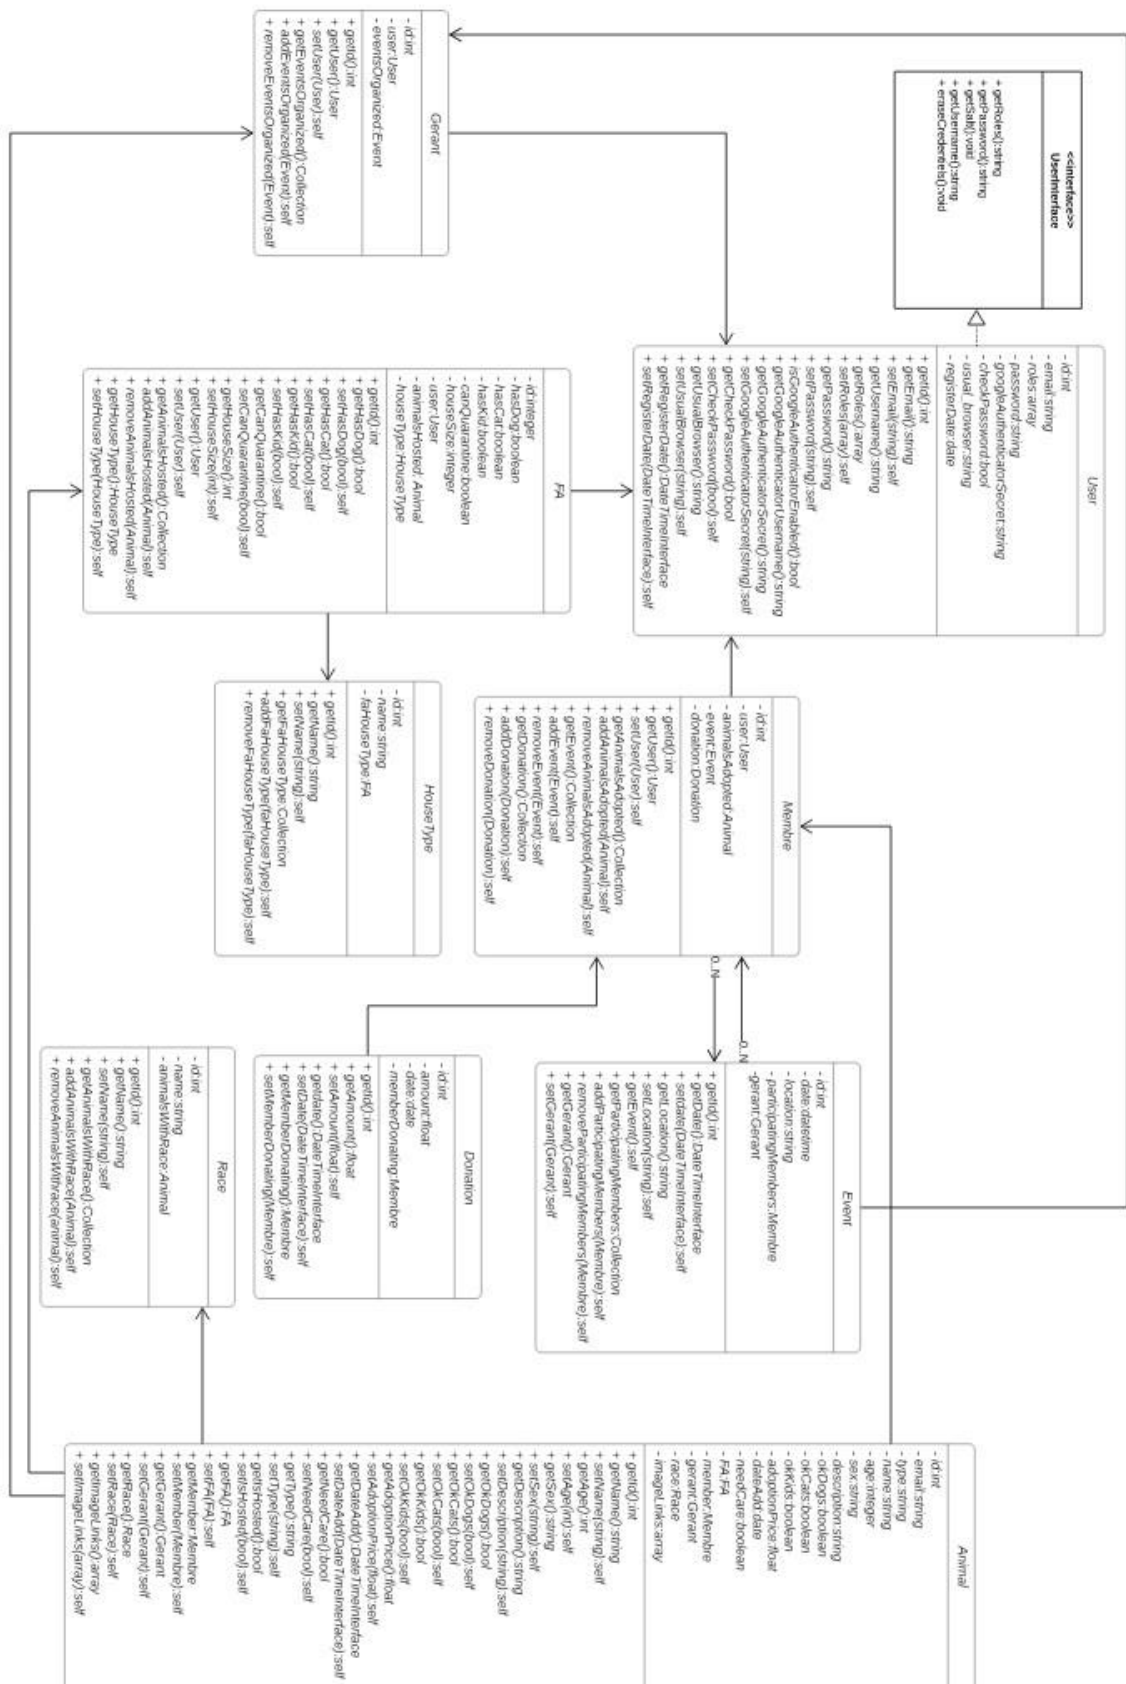 <<interface>>
UserInterface
+ getRoles():string
+ getPassword():string
+ getSalt():void
+ getUsername():string
+ eraseCredentiels():void
Gerant
- id:int
- user:User
- eventsOrganized:Event
+ getId():int
+ getUser():User
+ setUser(User):self
+ getEventsOrganized():Collection
+ addEventsOrganized(Event):self
+ removeEventsOrganized(Event):self
User
- id:int
- email:string
- roles:array
- password:string
- googleAuthenticatorSecret:string
- checkPassword:bool
- usual_browser:string
- registerDate:date
+ getId():int
+ getEmail():string
+ setEmail(string):self
+ getUsername():string
+ getRoles():array
+ setRoles(array):self
+ getPassword():string
+ setPassword(string):self
+ isGoogleAuthenticatorEnabled():bool
+ getGoogleAuthenticatorUsername():string
+ getGoogleAuthenticatorSecret():string
+ setGoogleAuthenticatorSecret(string):self
+ getCheckPassword():bool
+ setCheckPassword(bool):self
+ getUsualBrowser():string
+ setUsualBrowser(string):self
+ getRegisterDate():DateTimeInterface
+ setRegisterDate(DateTimeInterface):self
FA
- id:integer
- hasDog:boolean
- hasCat:boolean
- hasKid:boolean
- canQuarantine:boolean
- houseSize:integer
- user:User
- animalsHosted: Animal
- houseType:HouseType
+ getId():int
+ getHasDog():bool
+ setHasDog(bool):self
+ getHasCat():bool
+ setHasCat(bool):self
+ getHasKid():bool
+ setHasKid(bool):self
+ getCanQuarantine():bool
+ setCanQuarantine(bool):self
+ getHouseSize():int
+ setHouseSize(int):self
+ getUser():User
+ setUser(User):self
+ getAnimalsHosted():Collection
+ addAnimalsHosted(Animal):self
+ removeAnimalsHosted(Animal):self
+ getHouseType():HouseType
+ setHouseType(HouseType):self
Membre
- id:int
- user:User
- animalsAdopted:Animal
- event:Event
- donation:Donation
+ getId():int
+ getUser():User
+ setUser(User):self
+ getAnimalsAdopted():Collection
+ addAnimalsAdopted(Animal):self
+ removeAnimalsAdopted(Animal):self
+ getEvent():Collection
+ addEvent(Event):self
+ removeEvent(Event):self
+ getDonation():Collection
+ addDonation(Donation):self
+ removeDonation(Donation):self
HouseType
- id:int
- name:string
- faHouseType:FA
+ getId():int
+ getName():string
+ setName(string):self
+ getFaHouseType:Collection
+addFaHouseType(faHouseType):self
+ removeFaHouseType(faHouseType):self
0..N
0..N
Event
- id:int
- date:datetime
- location:string
- participatingMembers:Membre
-gerant:Gerant
+ getId():int
+ getDate():DateTimeInterface
+ setdate(DateTimeInterface):self
+ getLocation():string
+ setLocation(string):self
+ getEvent():self
+ getParticipatingMembers:Collection
+ addParticipatingMembers(Membre):self
+ removeParticipatingMembers(Membre):self
+ getGerant():Gerant
+ setGerant(Gerant):self
Donation
- id:int
- amount:float
- date:date
- memberDonating:Membre
+ getId():int
+ getAmount():float
+ setAmount(float):self
+ getdate():DateTimeInterface
+ setDate(DateTimeInterface):self
+ getMemberDonating():Membre
+ setMemberDonating(Membre):self
Race
- id:int
- name:string
- animalsWithRace:Animal
+ getId():int
+ getName():string
+ setName(string):self
+ getAnimalsWithRace():Collection
+ addAnimalsWithRace(Animal):self
+ removeAnimalsWithrace(animal):self
Animal
- id:int
- email:string
- type:string
- name:string
- age:integer
- sex:string
- description:string
- okDogs:boolean
- okCats:boolean
- okKids:boolean
- adoptionPrice:float
- dateAdd:date
- needCare:boolean
- FA:FA
- member:Membre
- gerant:Gerant
- race:Race
- imageLinks:array
+ getId():int
+ getName():string
+ setName(string):self
+ getAge():int
+ setAge(int):self
+ getSex():string
+ setSex(string):self
+ getDescription():string
+ setDescription(string):self
+ getOkDogs():bool
+ setOkDogs(bool):self
+ getOkCats():bool
+ setOkCats(bool):self
+ getOkKids():bool
+ setOkKids(bool):self
+ getAdoptionPrice():float
+ setAdoptionPrice(float):self
+ getDateAdd():DateTimeInterface
+ setDateAdd(DateTimeInterface):self
+ getNeedCare():bool
+ setNeedCare(bool):self
+ getType():string
+ setType(string):self
+ getIsHosted():bool
+ setIsHosted(bool):self
+ getFA():FA
+ setFA(FA):self
+ getMember():Membre
+ setMember(Membre):self
+ getGerant():Gerant
+ setGerant(Gerant):self
+ getRace():Race
+ setRace(Race):self
+ getImageLinks():array
+ setImageLinks(array):self